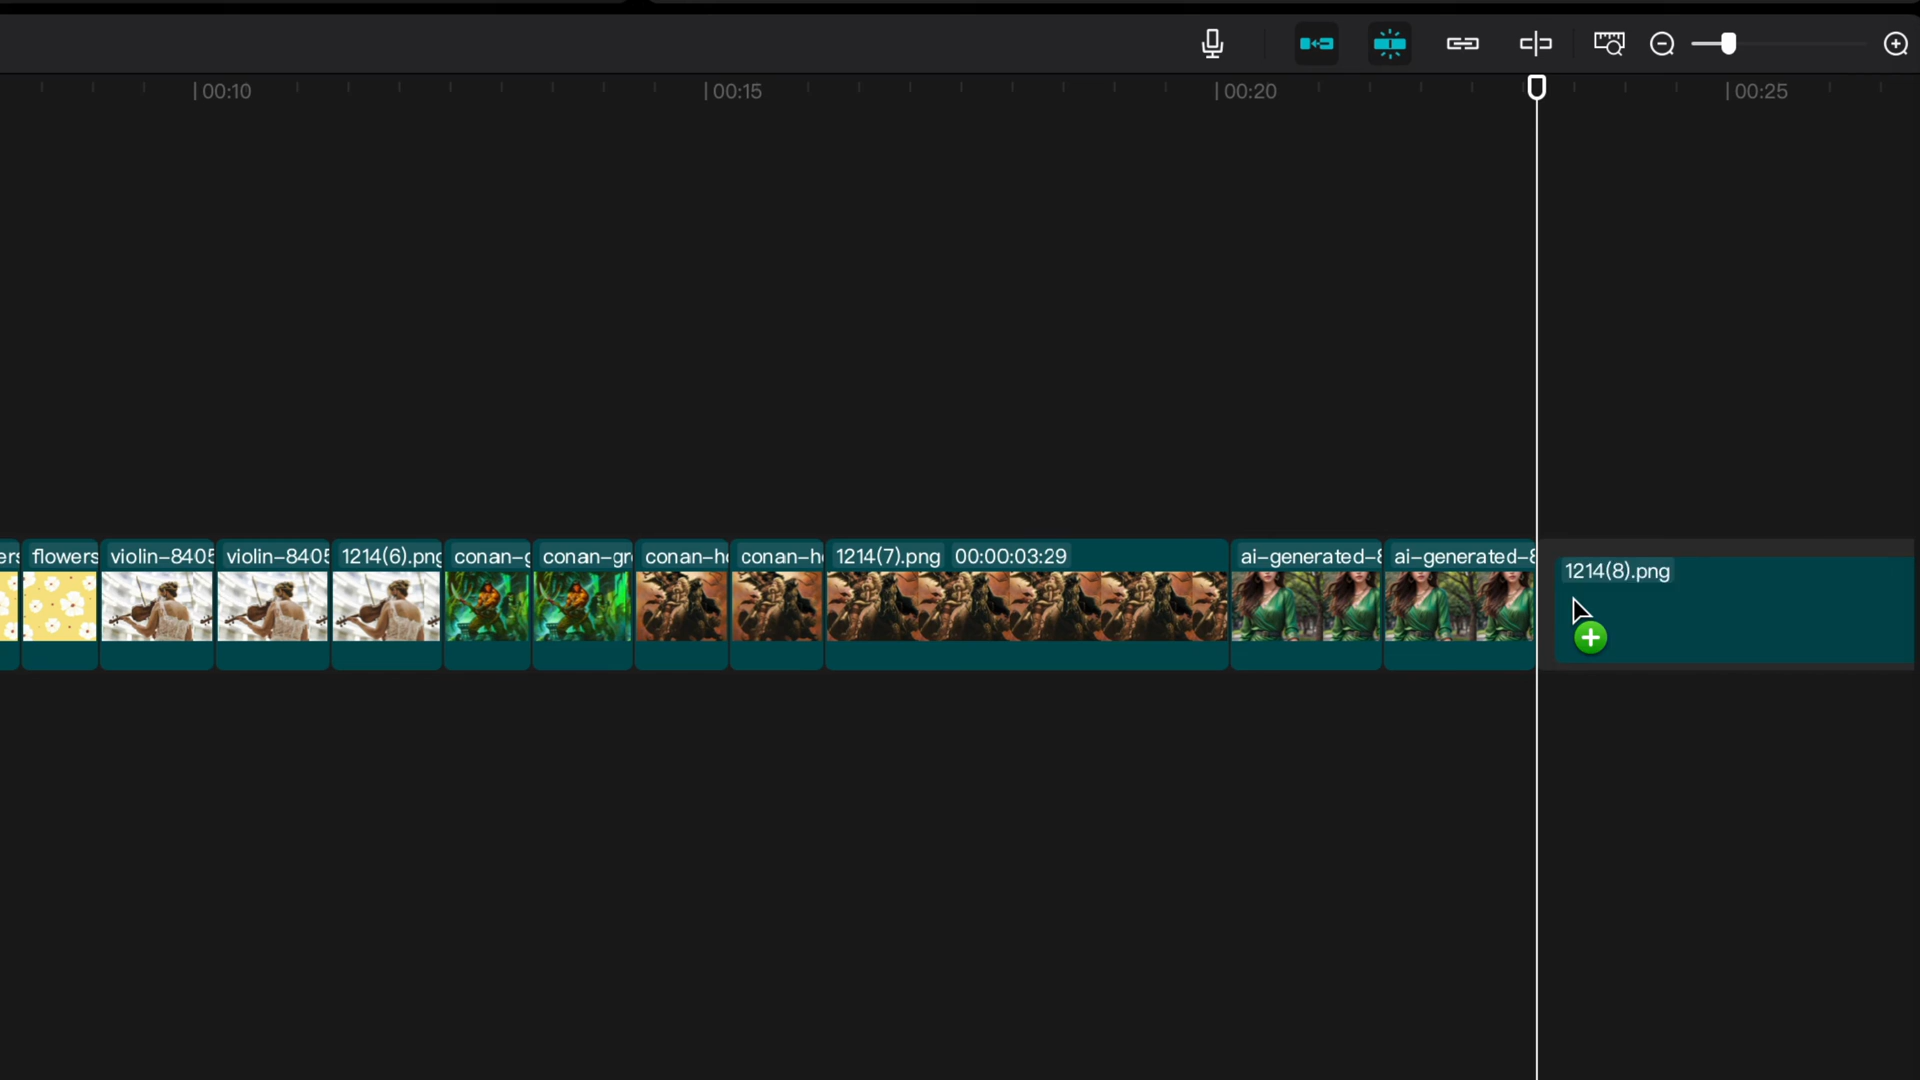 00:10
00:15
00:20
00:25
ers
flowers
violin-8405
violin-8405
1214(6).png
conan-g
conan-gr
conan-h
conan-h
1214(7).png 00:00:03:29
ai-generated-8
ai-generated-8
1214(8).png